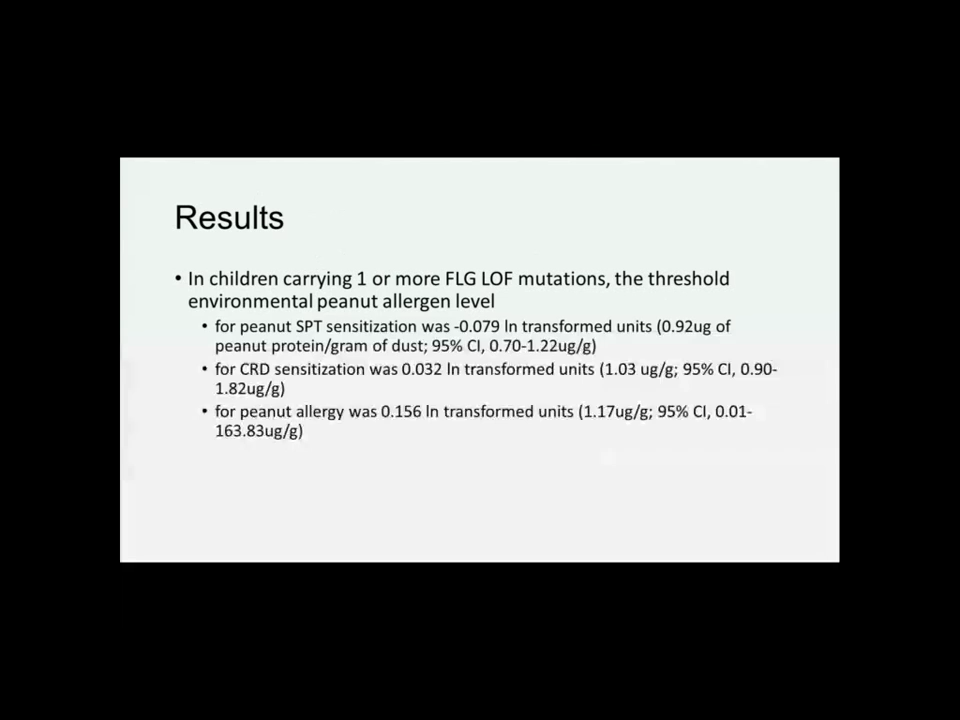 Results
• In children carrying 1 or more FLG LOF mutations, the threshold
environmental peanut allergen level
• for peanut SPT sensitization was -0.079 ln transformed units (0.92ug of
peanut protein/gram of dust; 95% CI, 0.70-1.22ug/g)
• for CRD sensitization was 0.032 ln transformed units (1.03 ug/g; 95% CI, 0.90-
1.82ug/g)
• for peanut allergy was 0.156 ln transformed units (1.17ug/g; 95% CI, 0.01-
163.83ug/g)